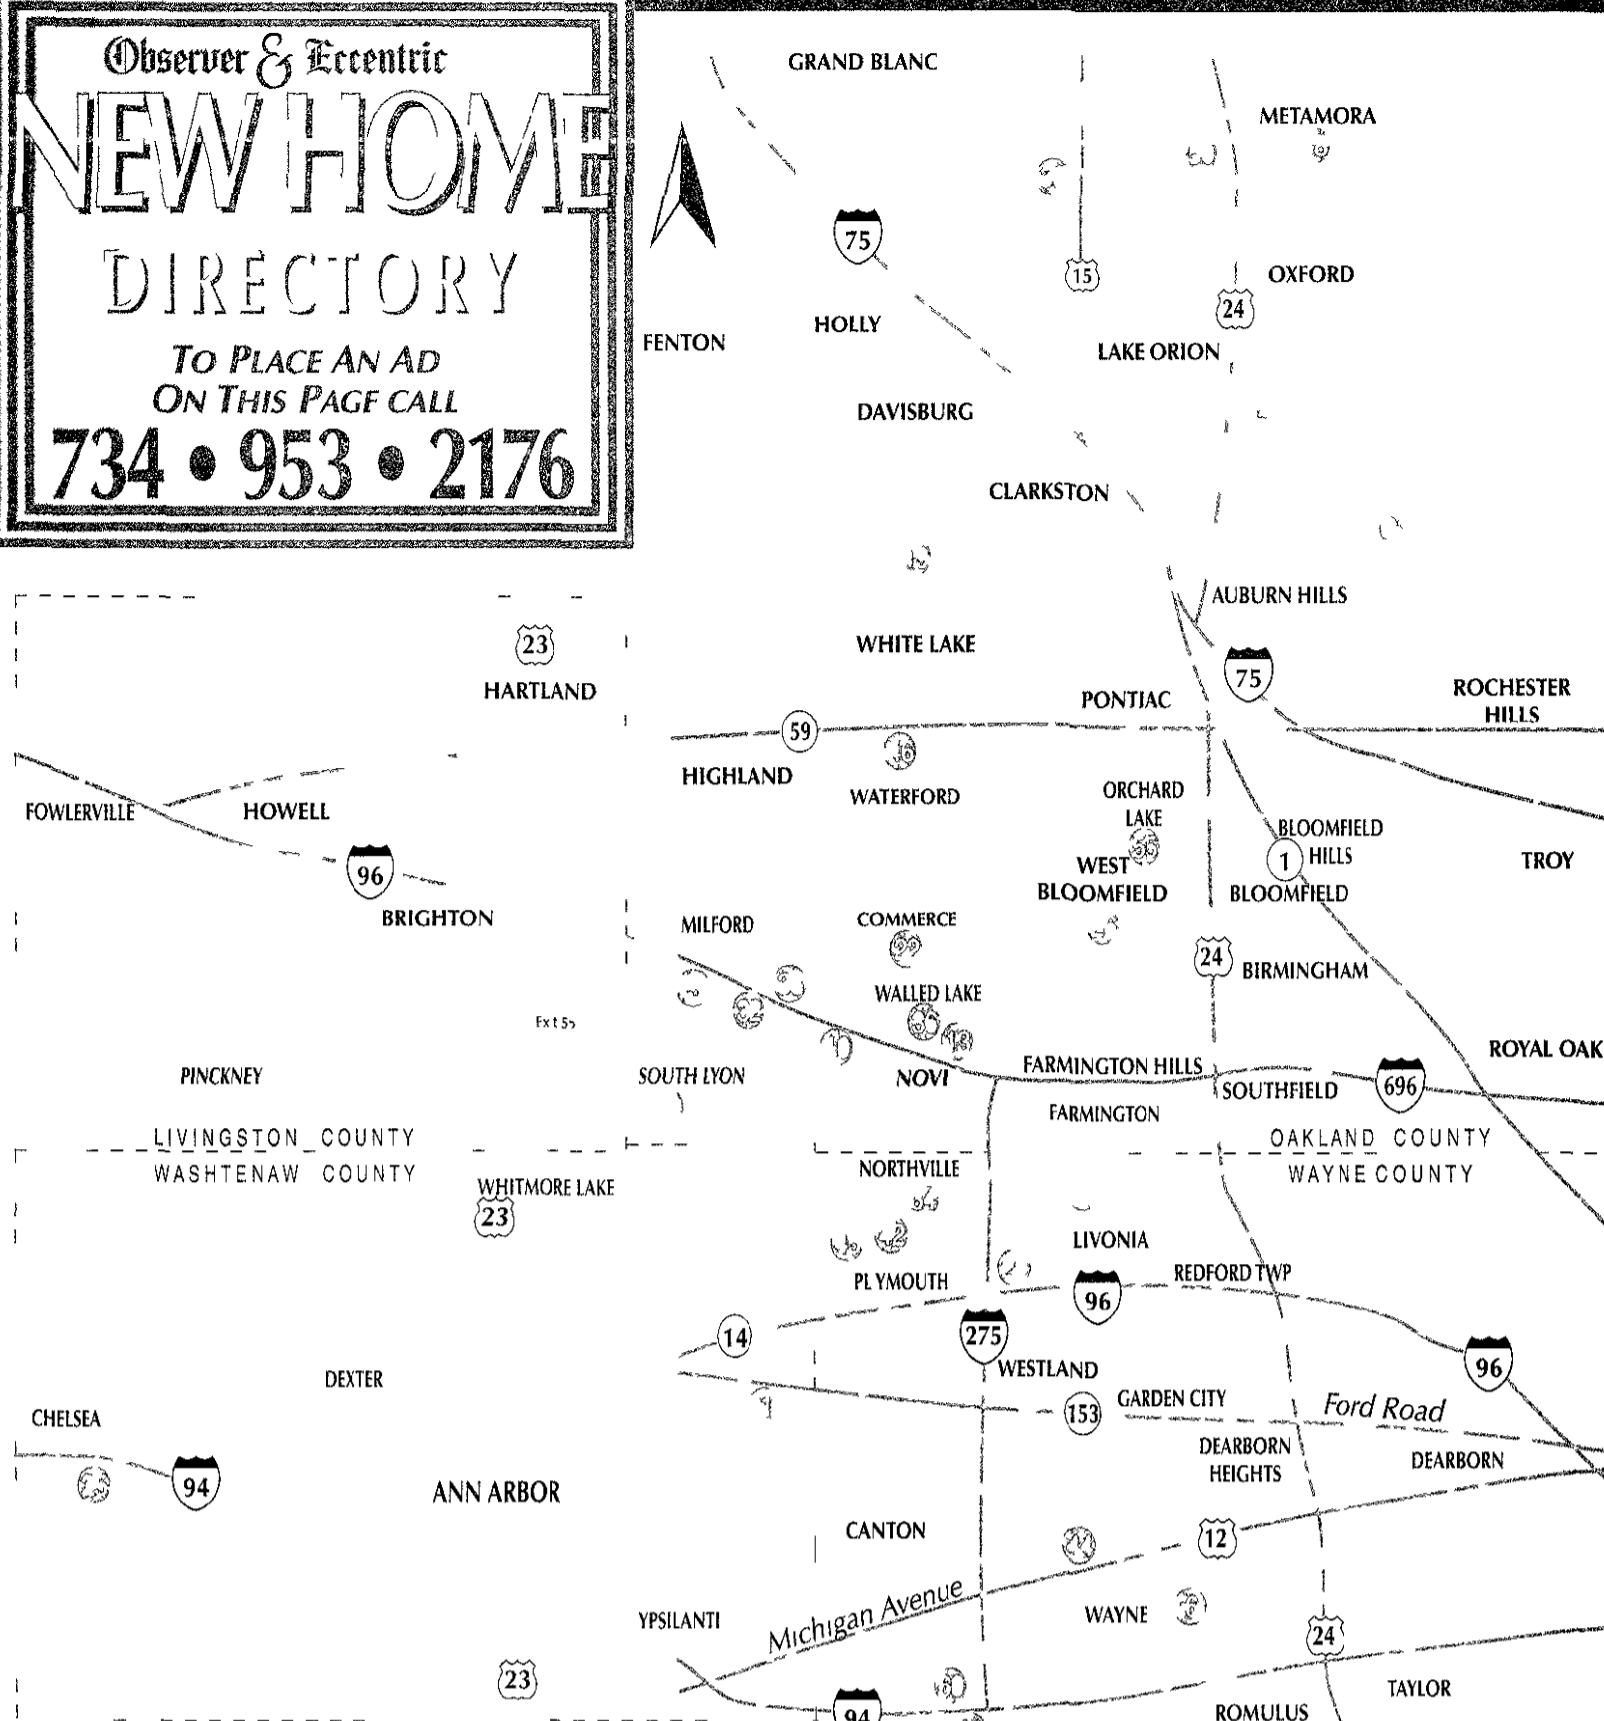 Observer & Eccentric
NEW HOME
DIRECTORY
TO PLACE AN AD
ON THIS PAGE CALL
734 • 953 • 2176
GRAND BLANC
METAMORA
75
15
OXFORD
24
HOLLY
FENTON
LAKE ORION
DAVISBURG
CLARKSTON
AUBURN HILLS
23
WHITE LAKE
75
HARTLAND
PONTIAC
ROCHESTER
HILLS
59
HIGHLAND
WATERFORD
ORCHARD
LAKE
FOWLERVILLE
HOWELL
BLOOMFIELD
HILLS
1
TROY
96
WEST
BLOOMFIELD
BLOOMFIELD
BRIGHTON
MILFORD
COMMERCE
24
BIRMINGHAM
WALLED LAKE
Ext 55
ROYAL OAK
PINCKNEY
SOUTH LYON
NOVI
FARMINGTON HILLS
SOUTHFIELD
696
FARMINGTON
LIVINGSTON COUNTY
OAKLAND COUNTY
WASHTENAW COUNTY
NORTHVILLE
WAYNE COUNTY
WHITMORE LAKE
23
LIVONIA
PLYMOUTH
REDFORD TWP
96
14
275
WESTLAND
96
DEXTER
153
GARDEN CITY
Ford Road
CHELSEA
DEARBORN
HEIGHTS
DEARBORN
94
ANN ARBOR
CANTON
12
Michigan Avenue
WAYNE
YPSILANTI
24
23
TAYLOR
94
ROMULUS